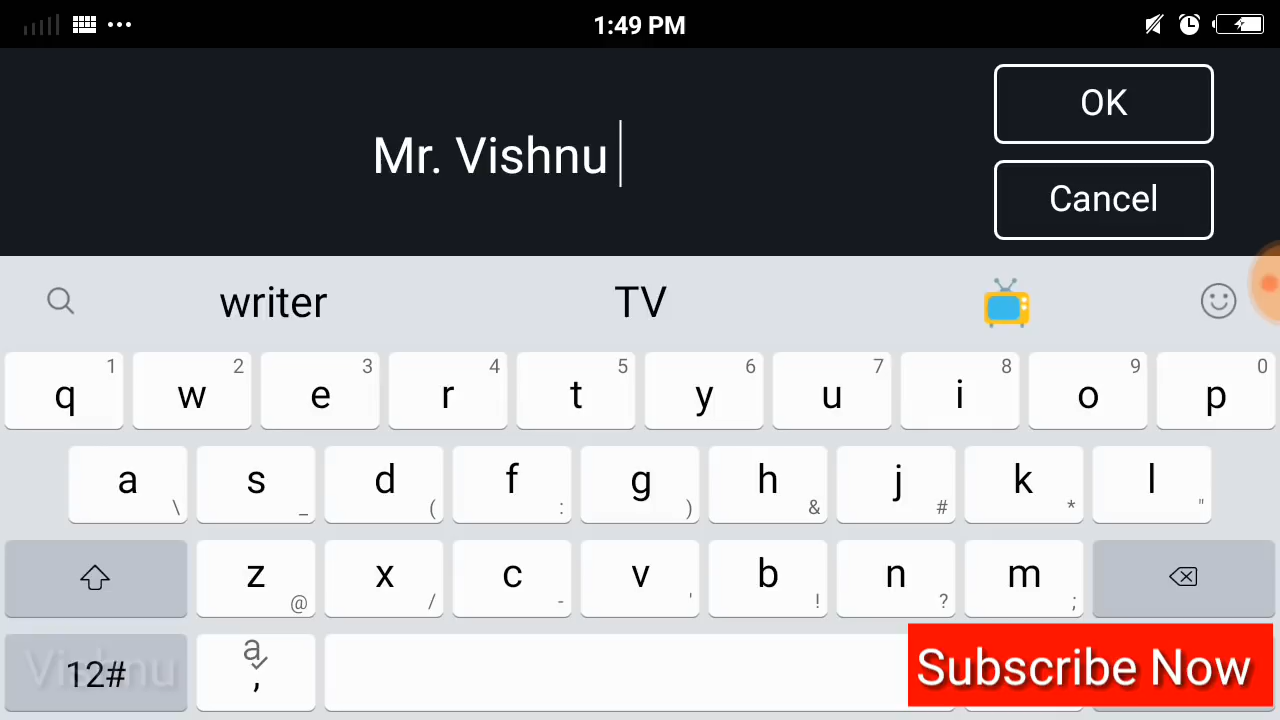 1:49 PM
Mr. Vishnu
OK
Cancel
writer TV
1 2 3 4 5 6 7 8 9 0
q w e r t y u i o p
a s d f g h j k l
\ _ ( : ) & # * "
z x c v b n m
@ / - ' ! ? ;
Vishnu
12#
a
,
Subscribe Now